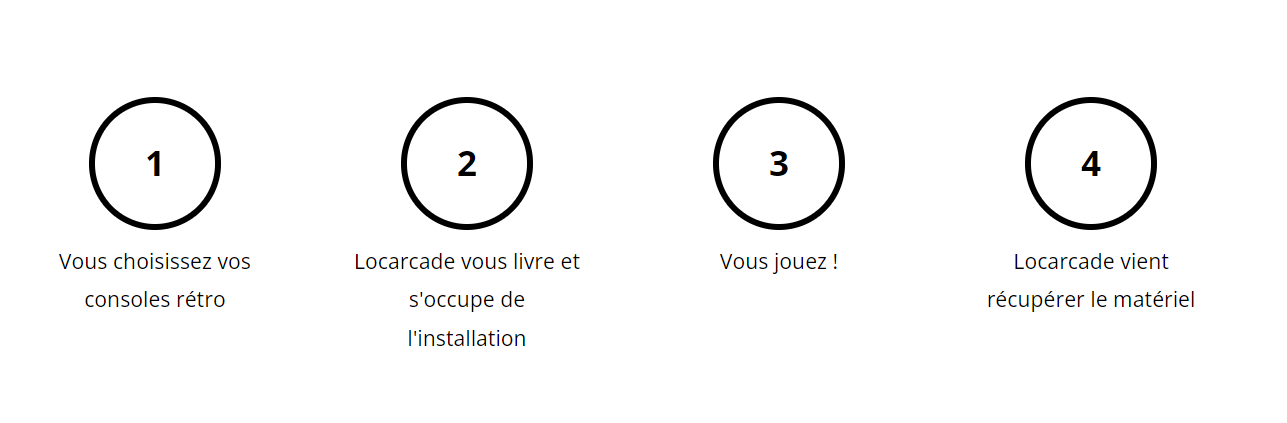 1
Vous choisissez vos
consoles rétro
2
Locarcade vous livre et
s'occupe de
l'installation
3
Vous jouez !
4
Locarcade vient
récupérer le matériel